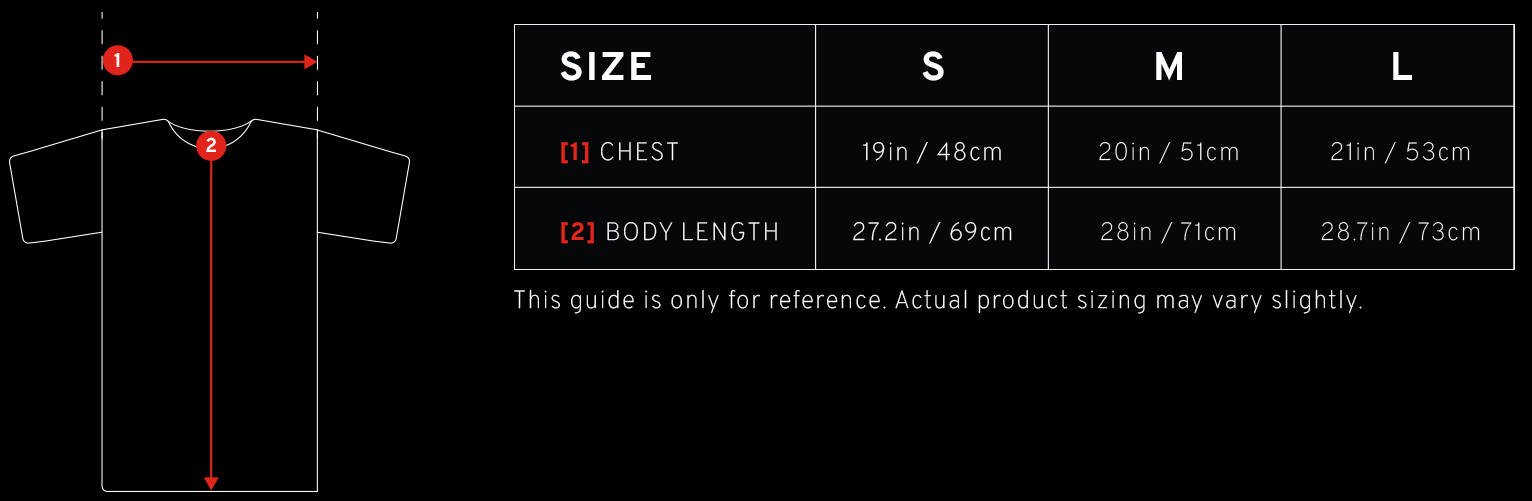 1
2
SIZE S M L
[1] CHEST 19in / 48cm 20in / 51cm 21in / 53cm
[2] BODY LENGTH 27.2in / 69cm 28in / 71cm 28.7in / 73cm
This guide is only for reference. Actual product sizing may vary slightly.